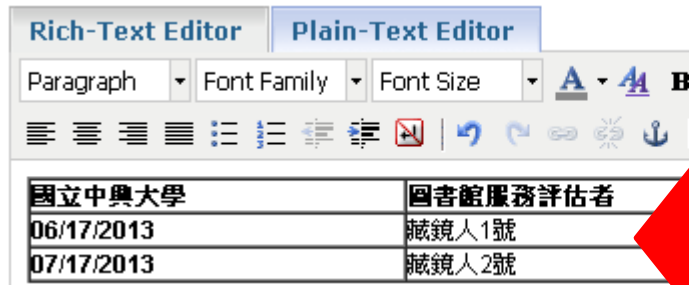 Rich-Text Editor Plain-Text Editor
Paragraph Font Family Font Size A A B
國立中興大學 圖書館服務評估者
06/17/2013 藏鏡人1號
07/17/2013 藏鏡人2號